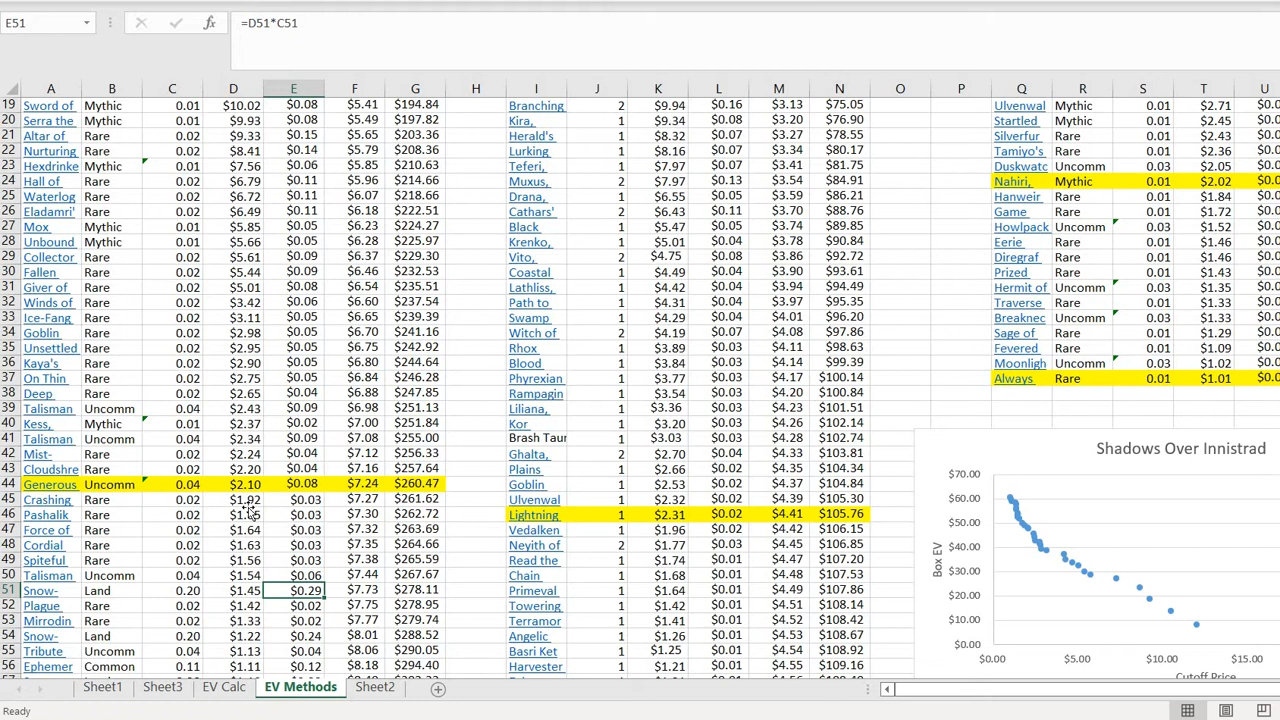 E51 fx =D51*C51
A B C D E F G H I J K L M N O P Q R S T U
19 Sword of Mythic 0.01 $10.02 $0.08 $5.41 $194.84 Branching 2 $9.94 $0.16 $3.13 $75.05 Ulvenwal Mythic 0.01 $2.71 $0.0
20 Serra the Mythic 0.01 $9.93 $0.08 $5.49 $197.82 Kira, 1 $9.34 $0.08 $3.20 $76.90 Startled Mythic 0.01 $2.45 $0.0
21 Altar of Rare 0.02 $9.33 $0.15 $5.65 $203.36 Herald's 1 $8.32 $0.07 $3.27 $78.55 Silverfur Rare 0.01 $2.43 $0.0
22 Nurturing Rare 0.02 $8.41 $0.14 $5.79 $208.36 Lurking 1 $8.16 $0.07 $3.34 $80.17 Tamiyo's Rare 0.01 $2.36 $0.0
23 Hexdrinke Mythic 0.01 $7.56 $0.06 $5.85 $210.63 Teferi, 1 $7.97 $0.07 $3.41 $81.75 Duskwatc Uncomm 0.03 $2.05 $0.0
24 Hall of Rare 0.02 $6.79 $0.11 $5.96 $214.66 Muxus, 2 $7.97 $0.13 $3.54 $84.91 Nahiri, Mythic 0.01 $2.02 $0.0
25 Waterlog Rare 0.02 $6.72 $0.11 $6.07 $218.66 Drana, 1 $6.55 $0.05 $3.59 $86.21 Hanweir Rare 0.01 $1.84 $0.0
26 Eladamri' Rare 0.02 $6.49 $0.11 $6.18 $222.51 Cathars' 2 $6.43 $0.11 $3.70 $88.76 Game Rare 0.01 $1.72 $0.0
27 Mox Mythic 0.01 $5.85 $0.05 $6.23 $224.27 Black 1 $5.47 $0.05 $3.74 $89.85 Howlpack Uncomm 0.03 $1.52 $0.0
28 Unbound Mythic 0.01 $5.66 $0.05 $6.28 $225.97 Krenko, 1 $5.01 $0.04 $3.78 $90.84 Eerie Rare 0.01 $1.46 $0.0
29 Collector Rare 0.02 $5.61 $0.09 $6.37 $229.30 Vito, 2 $4.75 $0.08 $3.86 $92.72 Diregraf Rare 0.01 $1.46 $0.0
30 Fallen Rare 0.02 $5.44 $0.09 $6.46 $232.53 Coastal 1 $4.49 $0.04 $3.90 $93.61 Prized Rare 0.01 $1.43 $0.0
31 Giver of Rare 0.02 $5.01 $0.08 $6.54 $235.51 Lathliss, 1 $4.42 $0.04 $3.94 $94.49 Hermit of Uncomm 0.03 $1.35 $0.0
32 Winds of Rare 0.02 $3.42 $0.06 $6.60 $237.54 Path to 1 $4.31 $0.04 $3.97 $95.35 Traverse Rare 0.01 $1.33 $0.0
33 Ice-Fang Rare 0.02 $3.11 $0.05 $6.65 $239.39 Swamp 1 $4.29 $0.04 $4.01 $96.20 Breaknec Uncomm 0.03 $1.33 $0.0
34 Goblin Rare 0.02 $2.98 $0.05 $6.70 $241.16 Witch of 2 $4.19 $0.07 $4.08 $97.86 Sage of Rare 0.01 $1.29 $0.0
35 Unsettled Rare 0.02 $2.95 $0.05 $6.75 $242.92 Rhox 1 $3.89 $0.03 $4.11 $98.63 Fevered Rare 0.01 $1.09 $0.0
36 Kaya's Rare 0.02 $2.90 $0.05 $6.80 $244.64 Blood 1 $3.84 $0.03 $4.14 $99.39 Moonligh Uncomm 0.03 $1.02 $0.0
37 On Thin Rare 0.02 $2.75 $0.05 $6.84 $246.28 Phyrexian 1 $3.77 $0.03 $4.17 $100.14 Always Rare 0.01 $1.01 $0.0
38 Deep Rare 0.02 $2.65 $0.04 $6.88 $247.85 Rampagin 1 $3.54 $0.03 $4.20 $100.84
39 Talisman Uncomm 0.04 $2.43 $0.09 $6.98 $251.13 Liliana, 1 $3.36 $0.03 $4.23 $101.51
40 Kess, Mythic 0.01 $2.37 $0.02 $7.00 $251.84 Kor 1 $3.20 $0.03 $4.26 $102.14
41 Talisman Uncomm 0.04 $2.34 $0.09 $7.08 $255.00 Brash Taur 1 $3.03 $0.03 $4.28 $102.74
42 Mist- Rare 0.02 $2.24 $0.04 $7.12 $256.33 Ghalta, 2 $2.70 $0.04 $4.33 $103.81
43 Cloudshre Rare 0.02 $2.20 $0.04 $7.16 $257.64 Plains 1 $2.66 $0.02 $4.35 $104.34
44 Generous Uncomm 0.04 $2.10 $0.08 $7.24 $260.47 Goblin 1 $2.53 $0.02 $4.37 $104.84
45 Crashing Rare 0.02 $1.92 $0.03 $7.27 $261.62 Ulvenwal 1 $2.32 $0.02 $4.39 $105.30
46 Pashalik Rare 0.02 $0.03 $7.30 $262.72 Lightning 1 $2.31 $0.02 $4.41 $105.76
47 Force of Rare 0.02 $1.64 $0.03 $7.32 $263.69 Vedalken 1 $1.96 $0.02 $4.42 $106.15
48 Cordial Rare 0.02 $1.63 $0.03 $7.35 $264.66 Neyith of 2 $1.77 $0.03 $4.45 $106.85
49 Spiteful Rare 0.02 $1.56 $0.03 $7.38 $265.59 Read the 1 $1.74 $0.01 $4.47 $107.20
50 Talisman Uncomm 0.04 $1.54 $0.06 $7.44 $267.67 Chain 1 $1.68 $0.01 $4.48 $107.53
51 Snow- Land 0.20 $1.45 $0.29 $7.73 $278.11 Primeval 1 $1.64 $0.01 $4.49 $107.86
52 Plague Rare 0.02 $1.42 $0.02 $7.75 $278.95 Towering 1 $1.55 $0.01 $4.51 $108.14
53 Mirrodin Rare 0.02 $1.33 $0.02 $7.77 $279.74 Terramor 1 $1.41 $0.01 $4.52 $108.42
54 Snow- Land 0.20 $1.22 $0.24 $8.01 $288.52 Angelic 1 $1.26 $0.01 $4.53 $108.67
55 Tribute Uncomm 0.04 $1.13 $0.04 $8.06 $290.05 Basri Ket 1 $1.25 $0.01 $4.54 $108.92
56 Ephemer Common 0.11 $1.11 $0.12 $8.18 $294.40 Harvester 1 $1.21 $0.01 $4.55 $109.16
Shadows Over Innistrad
$70.00
$60.00
$50.00
$40.00
$30.00
$20.00
$10.00
$0.00
Box EV
$0.00 $5.00 $10.00 $15.00
Cutoff Price
Sheet1 Sheet3 EV Calc EV Methods Sheet2
Ready